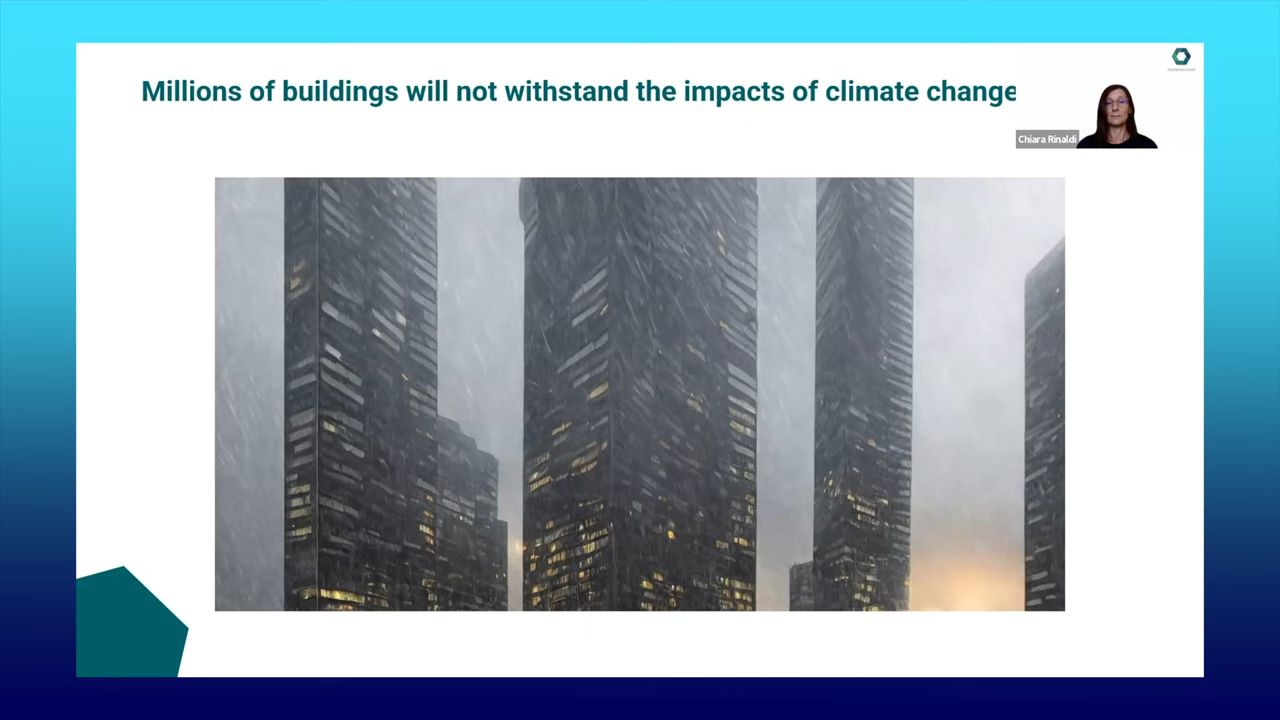 Millions of buildings will not withstand the impacts of climate change
Chiara Rinaldi